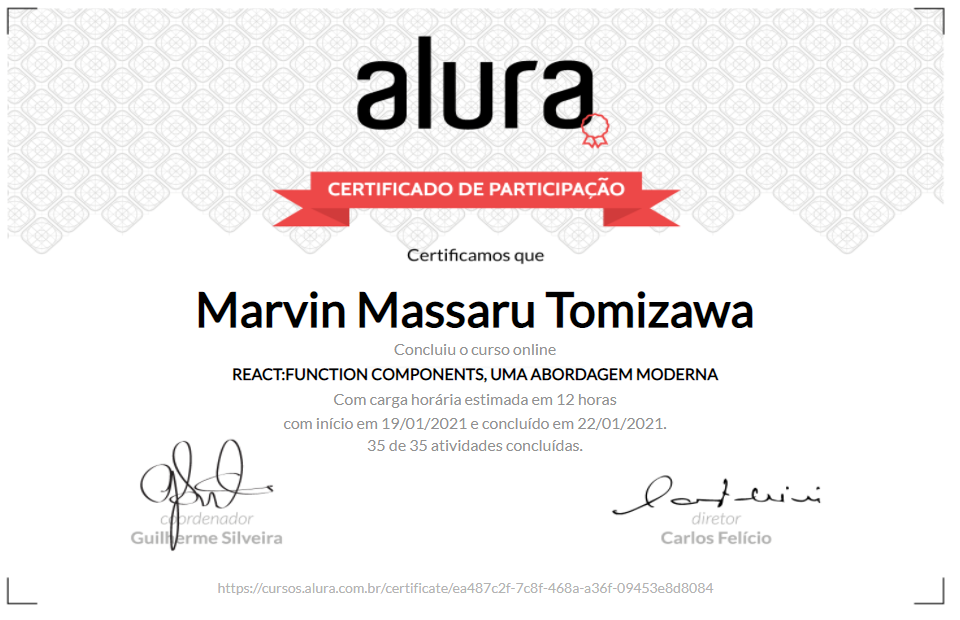 alura
CERTIFICADO DE PARTICIPAÇÃO
Certificamos que
Marvin Massaru Tomizawa
Concluiu o curso online
REACT:FUNCTION COMPONENTS, UMA ABORDAGEM MODERNA
Com carga horária estimada em 12 horas
com início em 19/01/2021 e concluído em 22/01/2021.
35 de 35 atividades concluídas.
coordenador
Guilherme Silveira
diretor
Carlos Felício
https://cursos.alura.com.br/certificate/ea487c2f-7c8f-468a-a36f-09453e8d8084